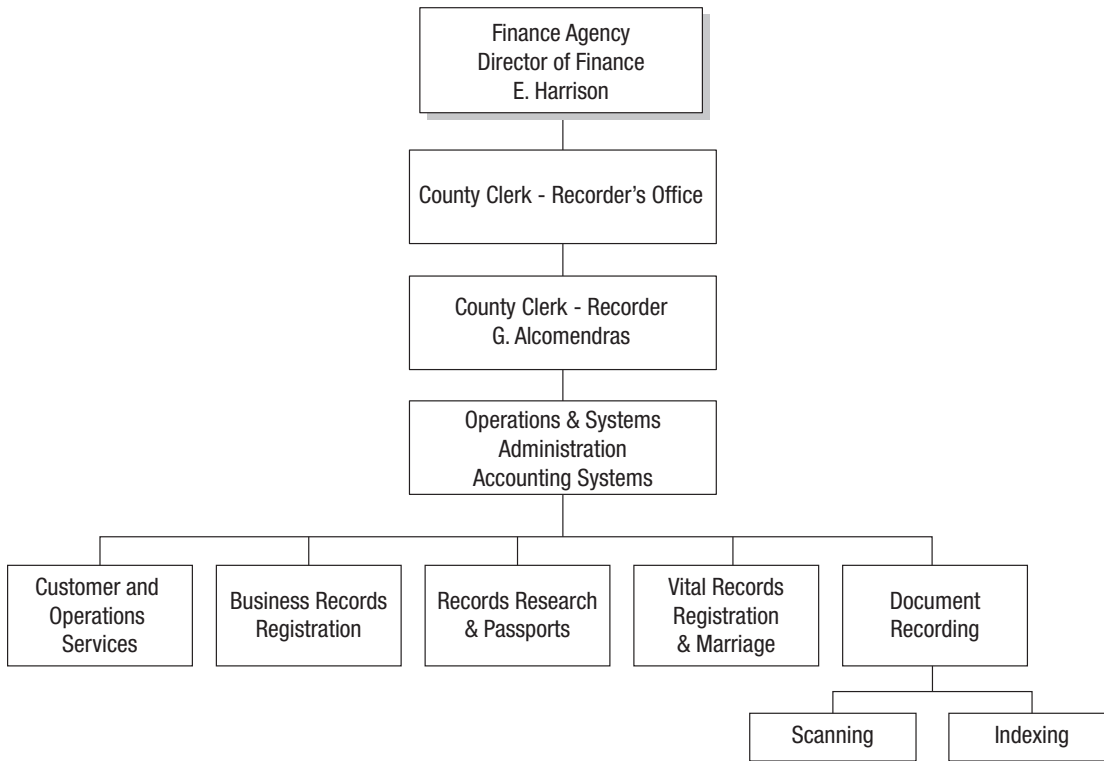 Finance Agency
Director of Finance
E. Harrison
County Clerk - Recorder’s Office
County Clerk - Recorder
G. Alcomendras
Operations & Systems
Administration
Accounting Systems
Customer and
Operations
Services
Business Records
Registration
Records Research
& Passports
Vital Records
Registration
& Marriage
Document
Recording
Scanning
Indexing